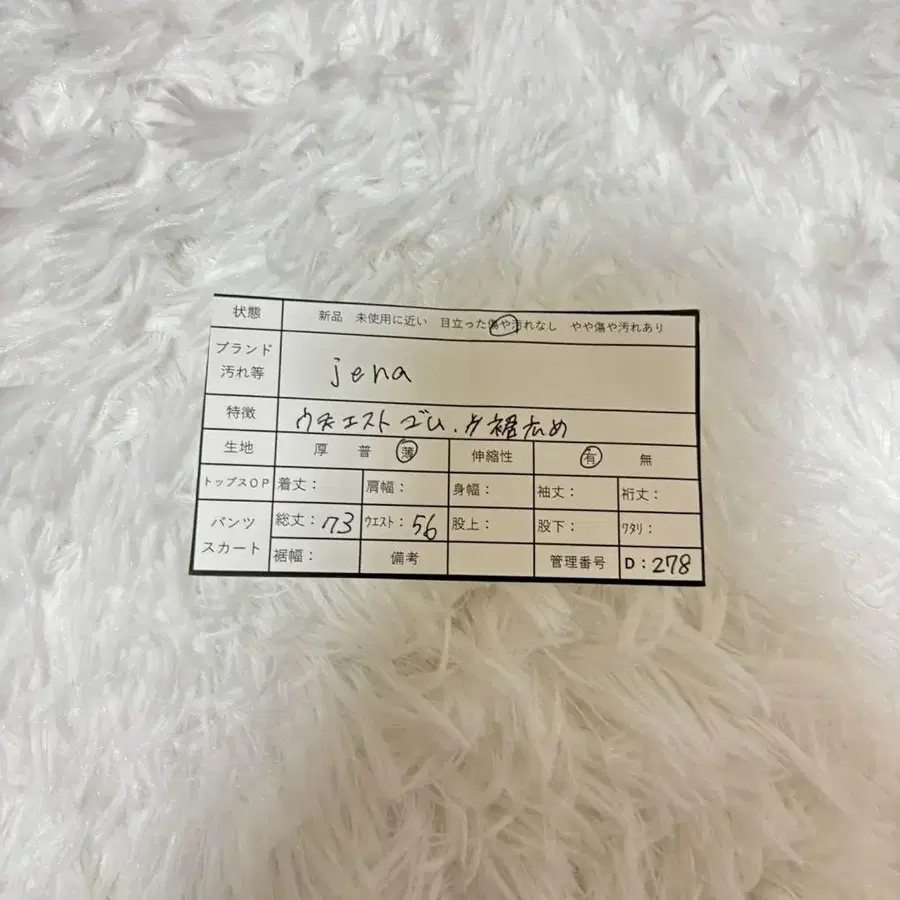 状態 新品 未使用に近い 目立った傷や汚れなし やや傷や汚れあり
ブランド
汚れ等 jena
特徴 ウエスト ゴム、 裾広め
生地 厚 普 薄 伸縮性 有 無
トップスOP 着丈: 肩幅: 身幅: 袖丈: 裄丈:
パンツ 総丈:73 ウエスト:56 股上: 股下: ワタリ:
スカート 裾幅: 備考 管理番号 D:278